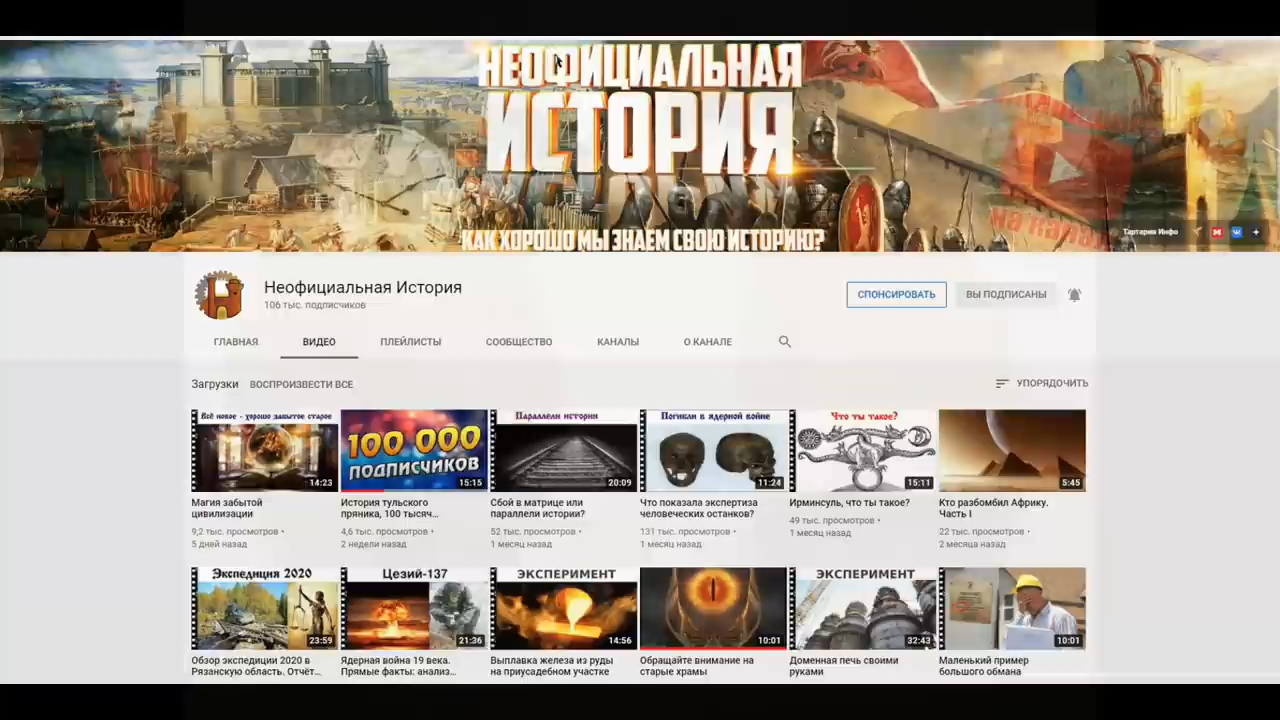 НЕОФИЦИАЛЬНАЯ
ИСТОРИЯ
КАК ХОРОШО МЫ ЗНАЕМ СВОЮ ИСТОРИЮ?
на канал
Тартария Инфо
Неофициальная История
106 тыс. подписчиков
СПОНСИРОВАТЬ
ВЫ ПОДПИСАНЫ
ГЛАВНАЯ ВИДЕО ПЛЕЙЛИСТЫ СООБЩЕСТВО КАНАЛЫ О КАНАЛЕ
Загрузки ВОСПРОИЗВЕСТИ ВСЕ
УПОРЯДОЧИТЬ
Всё новое - хорошо забытое старое
14:23
Магия забытой
цивилизации
9,2 тыс. просмотров •
5 дней назад
100 000
ПОДПИСЧИКОВ
15:15
История тульского
пряника, 100 тысяч...
4,6 тыс. просмотров •
2 недели назад
Параллели истории
20:09
Сбой в матрице или
параллели истории?
52 тыс. просмотров •
1 месяц назад
Погибли в ядерной войне
11:24
Что показала экспертиза
человеческих останков?
131 тыс. просмотров •
1 месяц назад
Что ты такое?
15:11
Ирминсуль, что ты такое?
49 тыс. просмотров •
1 месяц назад
5:45
Кто разбомбил Африку.
Часть I
22 тыс. просмотров •
2 месяца назад
Экспедиция 2020
23:59
Обзор экспедиции 2020 в
Рязанскую область. Отчёт...
Цезий-137
21:36
Ядерная война 19 века.
Прямые факты: анализ...
ЭКСПЕРИМЕНТ
14:56
Выплавка железа из руды
на приусадебном участке
10:01
Обращайте внимание на
старые храмы
ЭКСПЕРИМЕНТ
32:43
Доменная печь своими
руками
10:01
Маленький пример
большого обмана